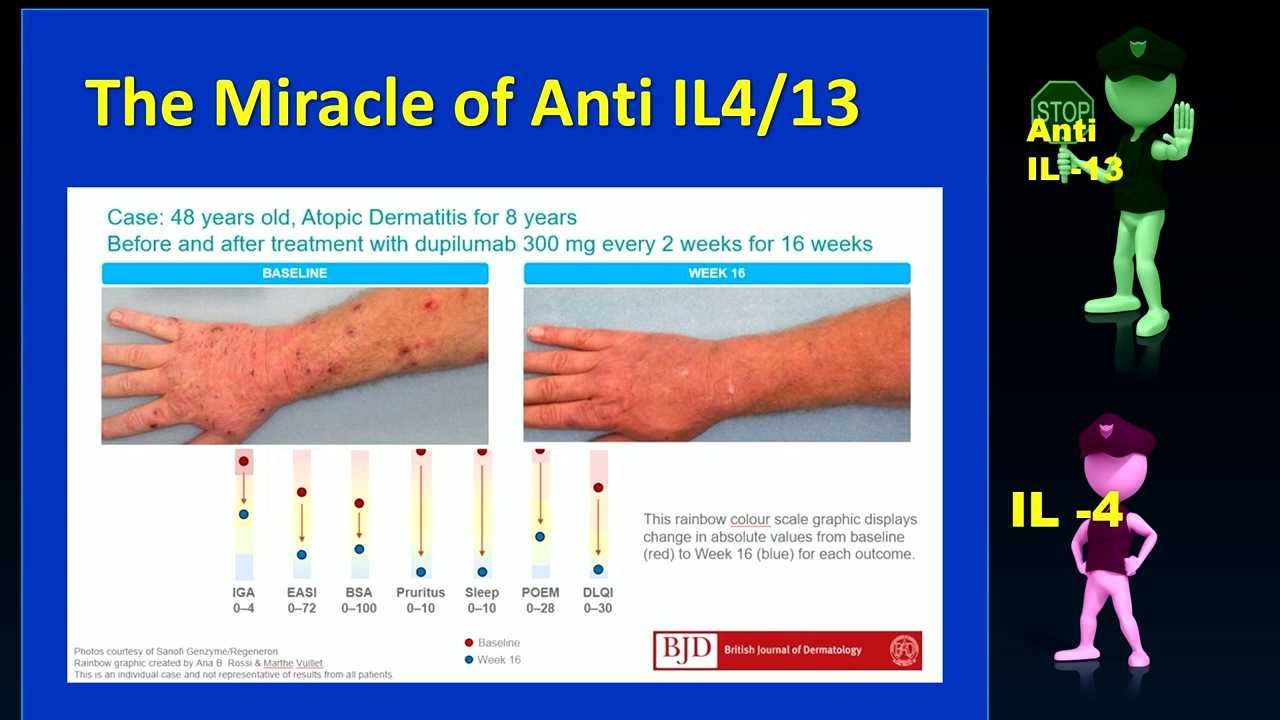 The Miracle of Anti IL4/13
Case: 48 years old, Atopic Dermatitis for 8 years
Before and after treatment with dupilumab 300 mg every 2 weeks for 16 weeks
BASELINE
WEEK 16
IGA
0–4
EASI
0–72
BSA
0–100
Pruritus
0–10
Sleep
0–10
POEM
0–28
DLQI
0–30
This rainbow colour scale graphic displays
change in absolute values from baseline
(red) to Week 16 (blue) for each outcome.
Baseline
Week 16
Photos courtesy of Sanofi Genzyme/Regeneron.
Rainbow graphic created by Ana B. Rossi & Marthe Vuillet
This is an individual case and not representative of results from all patients.
BJD
British Journal of Dermatology
STOP
Anti
IL -13
IL -4